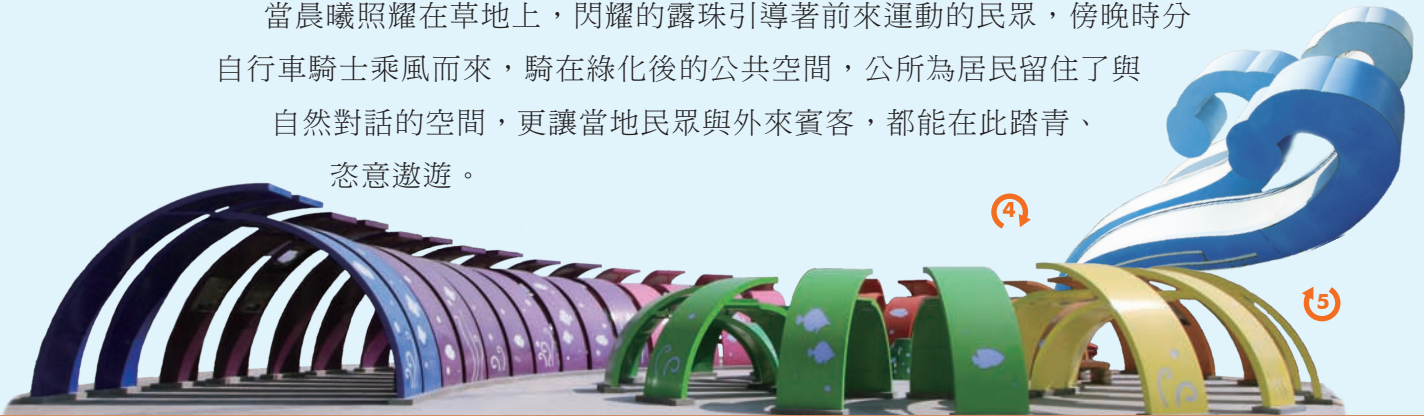 當晨曦照耀在草地上，閃耀的露珠引導著前來運動的民眾，傍晚時分
自行車騎士乘風而來，騎在綠化後的公共空間，公所為居民留住了與
自然對話的空間，更讓當地民眾與外來賓客，都能在此踏青、
恣意遨遊。
4
5